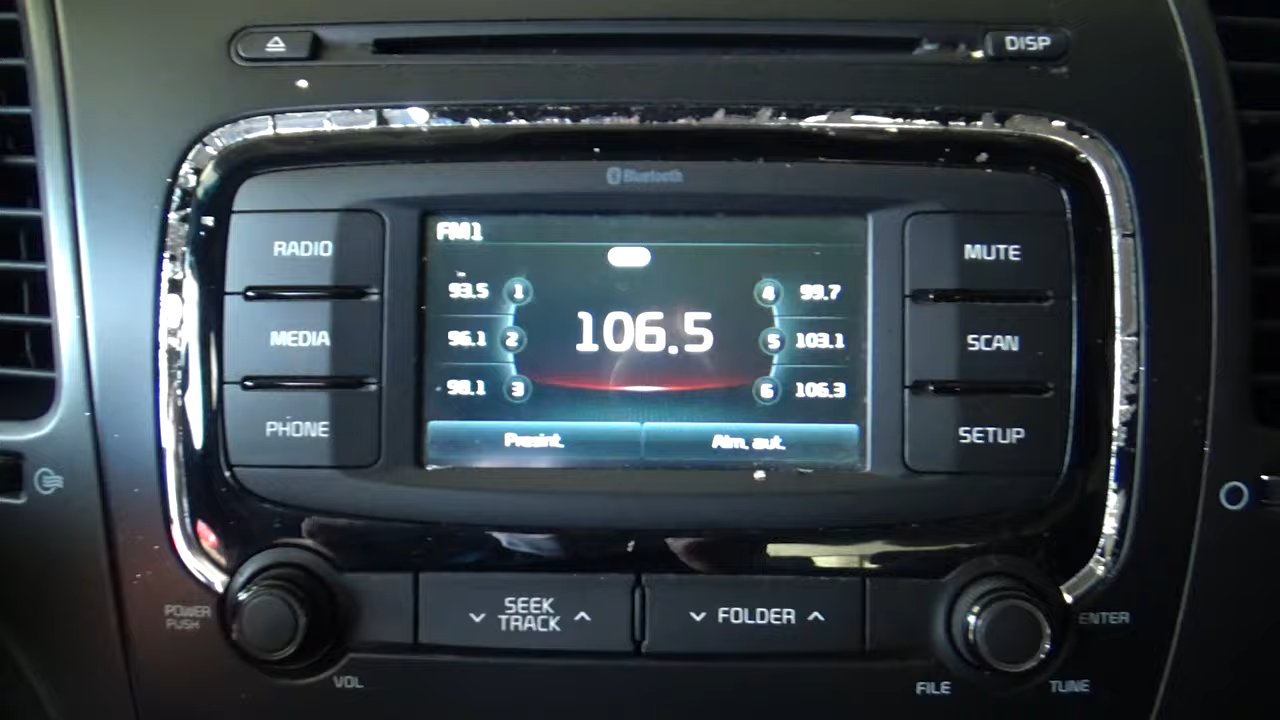 DISP
Bluetooth
RADIO
MEDIA
PHONE
FM1
93.5 1
96.1 2
98.1 3
106.5
4 99.7
5 103.1
6 106.3
Presint.
Alm. aut.
MUTE
SCAN
SETUP
POWER
PUSH
VOL
SEEK
TRACK
FOLDER
ENTER
FILE
TUNE